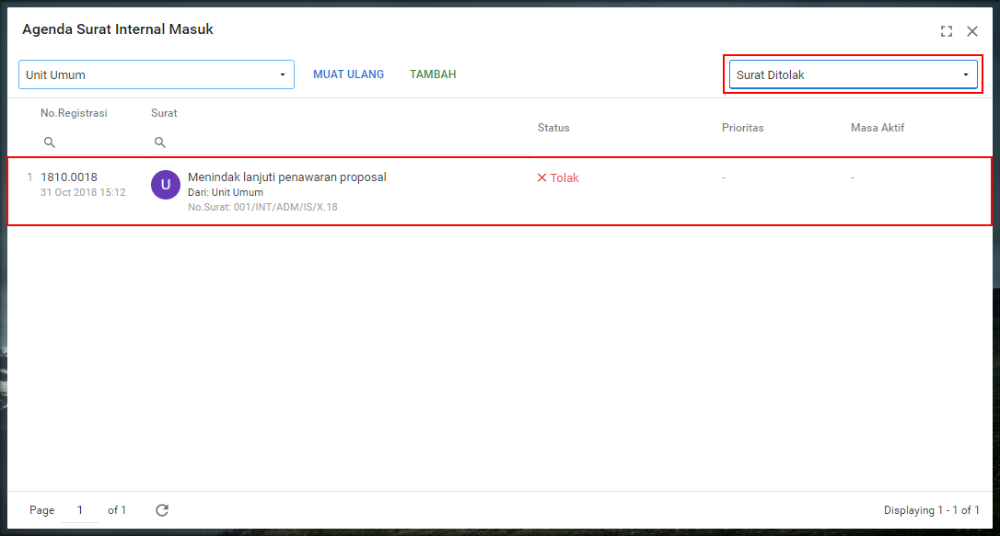 Agenda Surat Internal Masuk
Unit Umum
MUAT ULANG
TAMBAH
Surat Ditolak
No.Registrasi
Surat
Status
Prioritas
Masa Aktif
1
1810.0018
31 Oct 2018 15:12
U
Menindak lanjuti penawaran proposal
Dari: Unit Umum
No.Surat: 001/INT/ADM/IS/X.18
Tolak
-
-
Page 1 of 1
Displaying 1 - 1 of 1